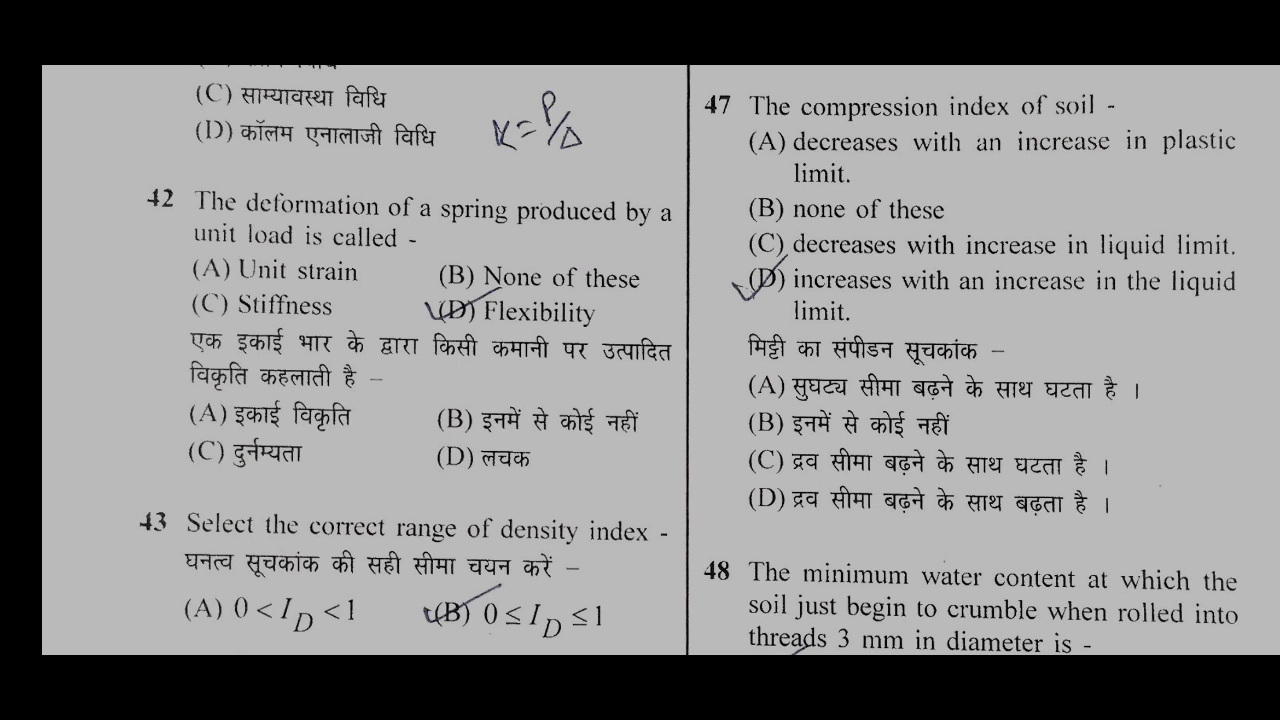 (C) साम्यावस्था विधि
(D) कॉलम एनालाजी विधि
K = P/Δ
42 The deformation of a spring produced by a
unit load is called -
(A) Unit strain (B) None of these
(C) Stiffness (D) Flexibility
एक इकाई भार के द्वारा किसी कमानी पर उत्पादित
विकृति कहलाती है –
(A) इकाई विकृति (B) इनमें से कोई नहीं
(C) दुर्नम्यता (D) लचक
43 Select the correct range of density index -
घनत्व सूचकांक की सही सीमा चयन करें –
(A) 0 < I_D < 1 (B) 0 ≤ I_D ≤ 1
47 The compression index of soil -
(A) decreases with an increase in plastic
limit.
(B) none of these
(C) decreases with increase in liquid limit.
(D) increases with an increase in the liquid
limit.
मिट्टी का संपीडन सूचकांक –
(A) सुघट्य सीमा बढ़ने के साथ घटता है ।
(B) इनमें से कोई नहीं
(C) द्रव सीमा बढ़ने के साथ घटता है ।
(D) द्रव सीमा बढ़ने के साथ बढ़ता है ।
48 The minimum water content at which the
soil just begin to crumble when rolled into
threads 3 mm in diameter is -